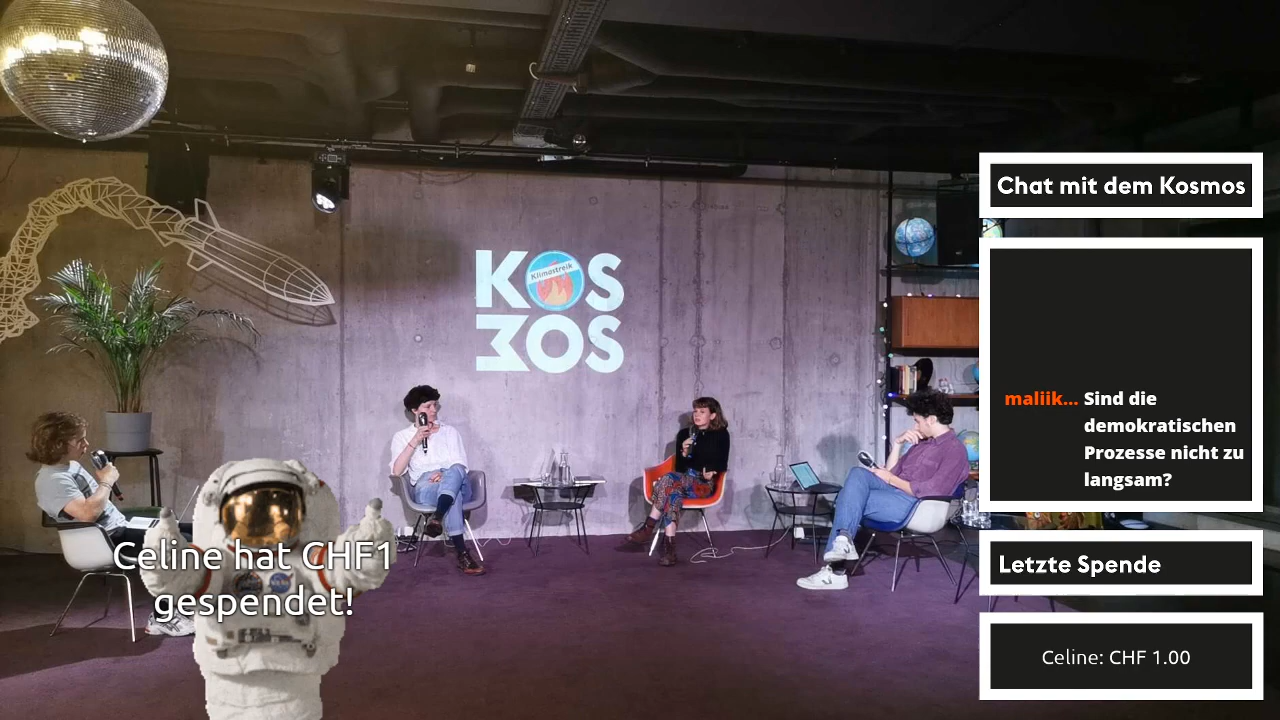 KOS
Klimastreik
MOS
Chat mit dem Kosmos
maliik... Sind die
demokratischen
Prozesse nicht zu
langsam?
Celine hat CHF1
gespendet!
Letzte Spende
Celine: CHF 1.00